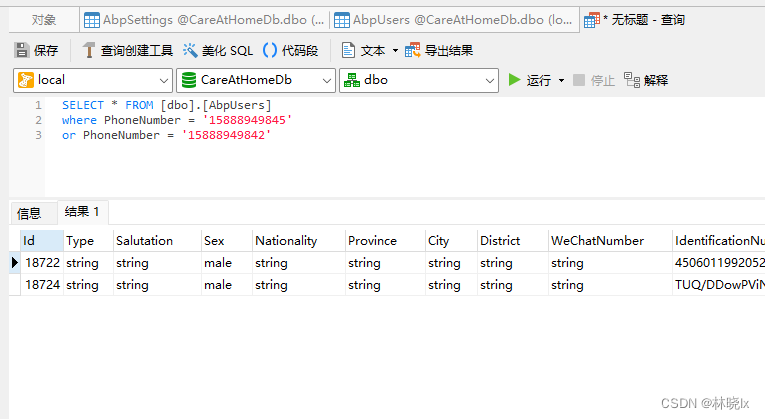 对象 AbpSettings @CareAtHomeDb.dbo (... AbpUsers @CareAtHomeDb.dbo (lo... * 无标题 - 查询
保存 查询创建工具 美化 SQL () 代码段 文本 导出结果
local CareAtHomeDb dbo 运行 停止 解释
1 SELECT * FROM [dbo].[AbpUsers]
2 where PhoneNumber = '15888949845'
3 or PhoneNumber = '15888949842'
信息 结果 1
Id Type Salutation Sex Nationality Province City District WeChatNumber IdentificationNu
18722 string string male string string string string string 4506011992052
18724 string string male string string string string string TUQ/DDowPViN
CSDN @林晓lx